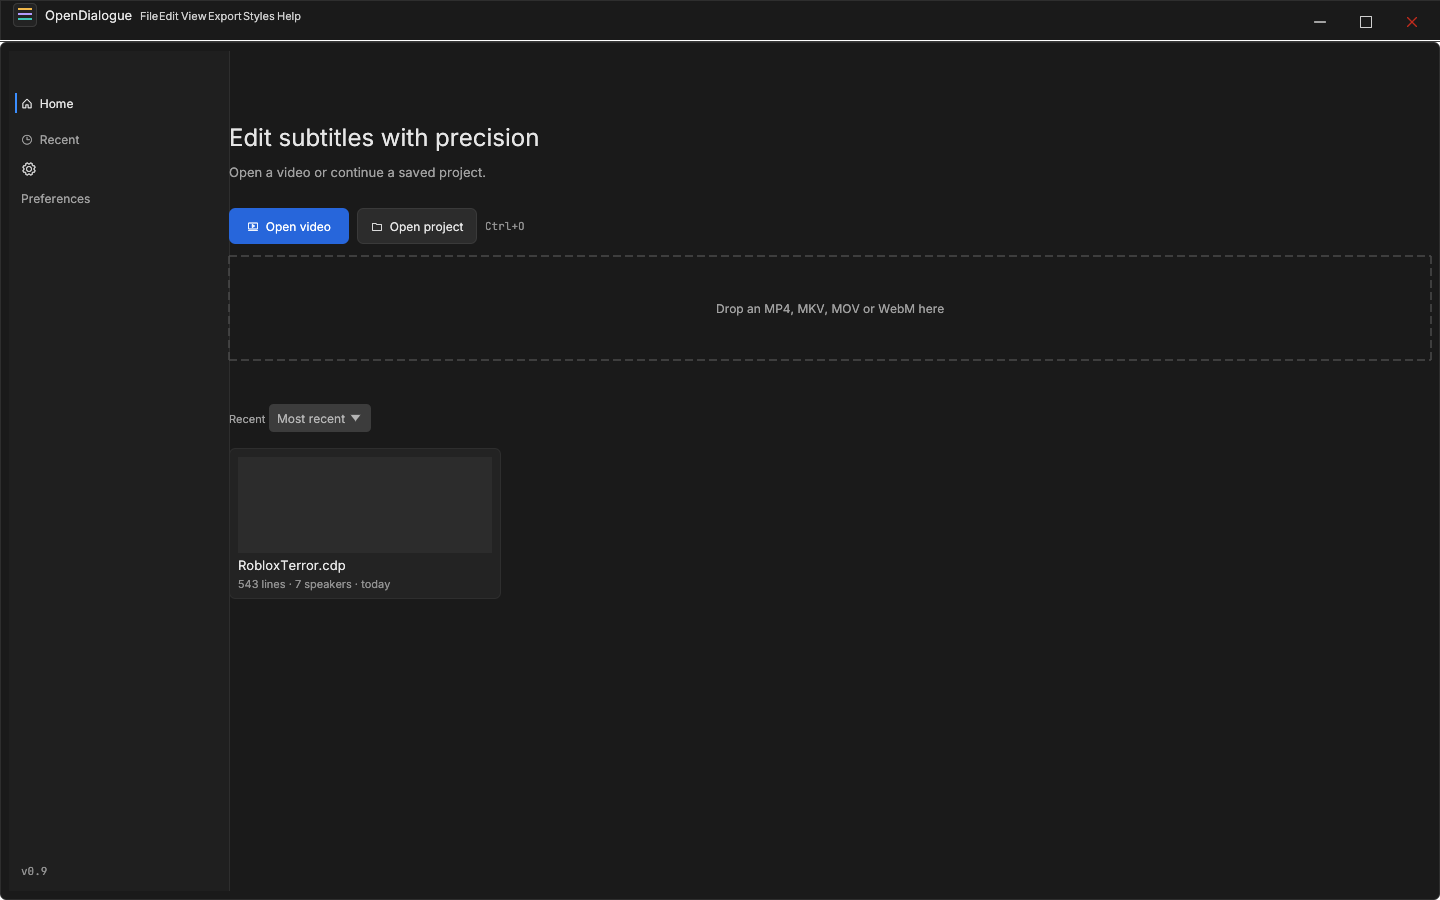 OpenDialogue File Edit View Export Styles Help
Home
Recent
Preferences
Edit subtitles with precision
Open a video or continue a saved project.
Open video Open project Ctrl+O
Drop an MP4, MKV, MOV or WebM here
Recent Most recent
RobloxTerror.cdp
543 lines · 7 speakers · today
v0.9